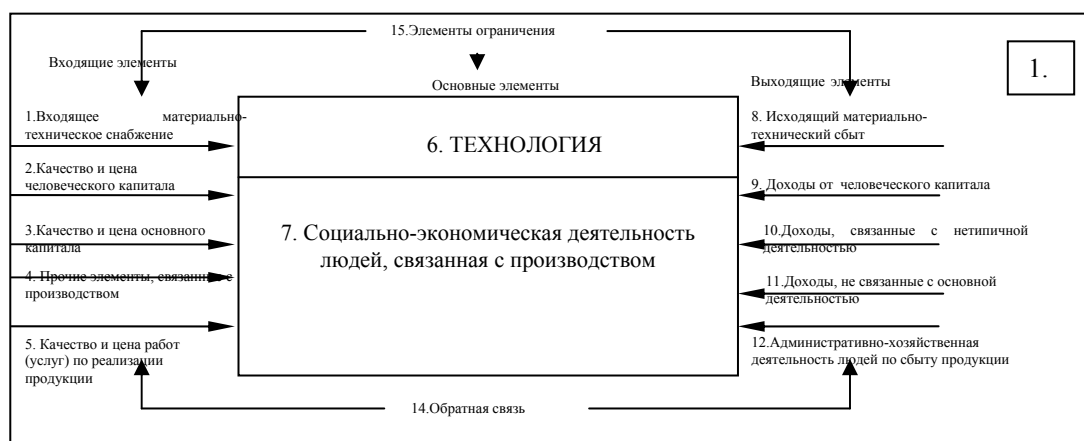 15.Элементы ограничения
Входящие элементы
Основные элементы
Выходящие элементы
1.
1.Входящее материально-
техническое снабжение
2.Качество и цена
человеческого капитала
3.Качество и цена основного
капитала
4. Прочие элементы, связанные с
производством
5. Качество и цена работ
(услуг) по реализации
продукции
6. ТЕХНОЛОГИЯ
7. Социально-экономическая деятельность
людей, связанная с производством
8. Исходящий материально-
технический сбыт
9. Доходы от человеческого капитала
10.Доходы, связанные с нетипичной
деятельностью
11.Доходы, не связанные с основной
деятельностью
12.Административно-хозяйственная
деятельность людей по сбыту продукции
14.Обратная связь